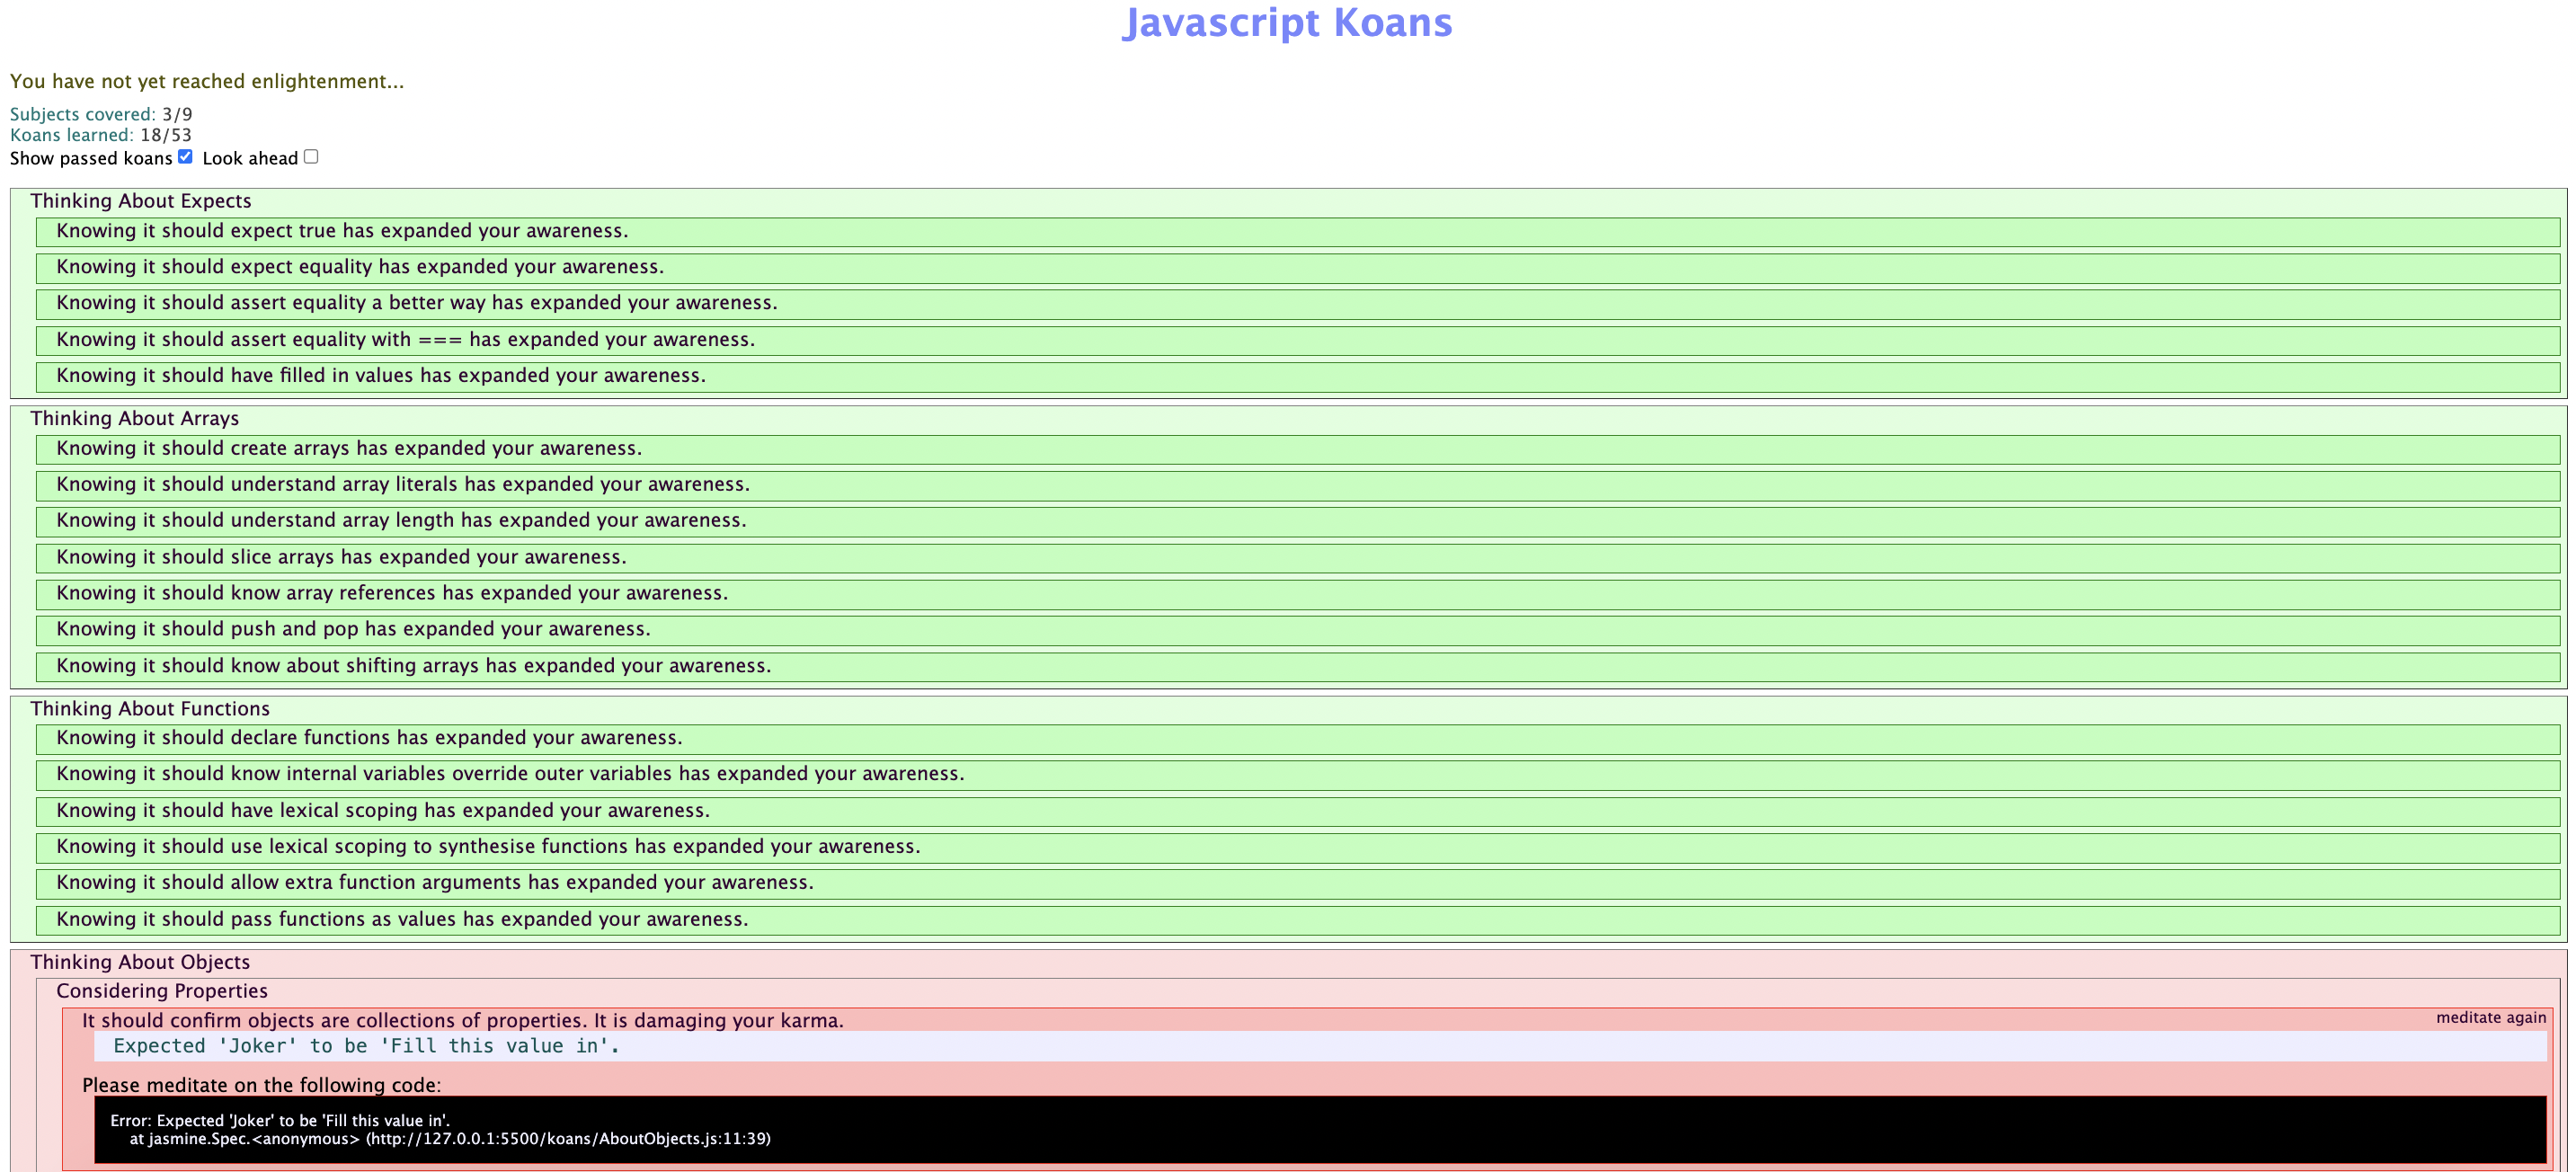 Javascript Koans
You have not yet reached enlightenment...
Subjects covered: 3/9
Koans learned: 18/53
Show passed koans Look ahead
Thinking About Expects
Knowing it should expect true has expanded your awareness.
Knowing it should expect equality has expanded your awareness.
Knowing it should assert equality a better way has expanded your awareness.
Knowing it should assert equality with === has expanded your awareness.
Knowing it should have filled in values has expanded your awareness.
Thinking About Arrays
Knowing it should create arrays has expanded your awareness.
Knowing it should understand array literals has expanded your awareness.
Knowing it should understand array length has expanded your awareness.
Knowing it should slice arrays has expanded your awareness.
Knowing it should know array references has expanded your awareness.
Knowing it should push and pop has expanded your awareness.
Knowing it should know about shifting arrays has expanded your awareness.
Thinking About Functions
Knowing it should declare functions has expanded your awareness.
Knowing it should know internal variables override outer variables has expanded your awareness.
Knowing it should have lexical scoping has expanded your awareness.
Knowing it should use lexical scoping to synthesise functions has expanded your awareness.
Knowing it should allow extra function arguments has expanded your awareness.
Knowing it should pass functions as values has expanded your awareness.
Thinking About Objects
Considering Properties
It should confirm objects are collections of properties. It is damaging your karma.
meditate again
Expected 'Joker' to be 'Fill this value in'.
Please meditate on the following code:
Error: Expected 'Joker' to be 'Fill this value in'.
at jasmine.Spec.<anonymous> (http://127.0.0.1:5500/koans/AboutObjects.js:11:39)